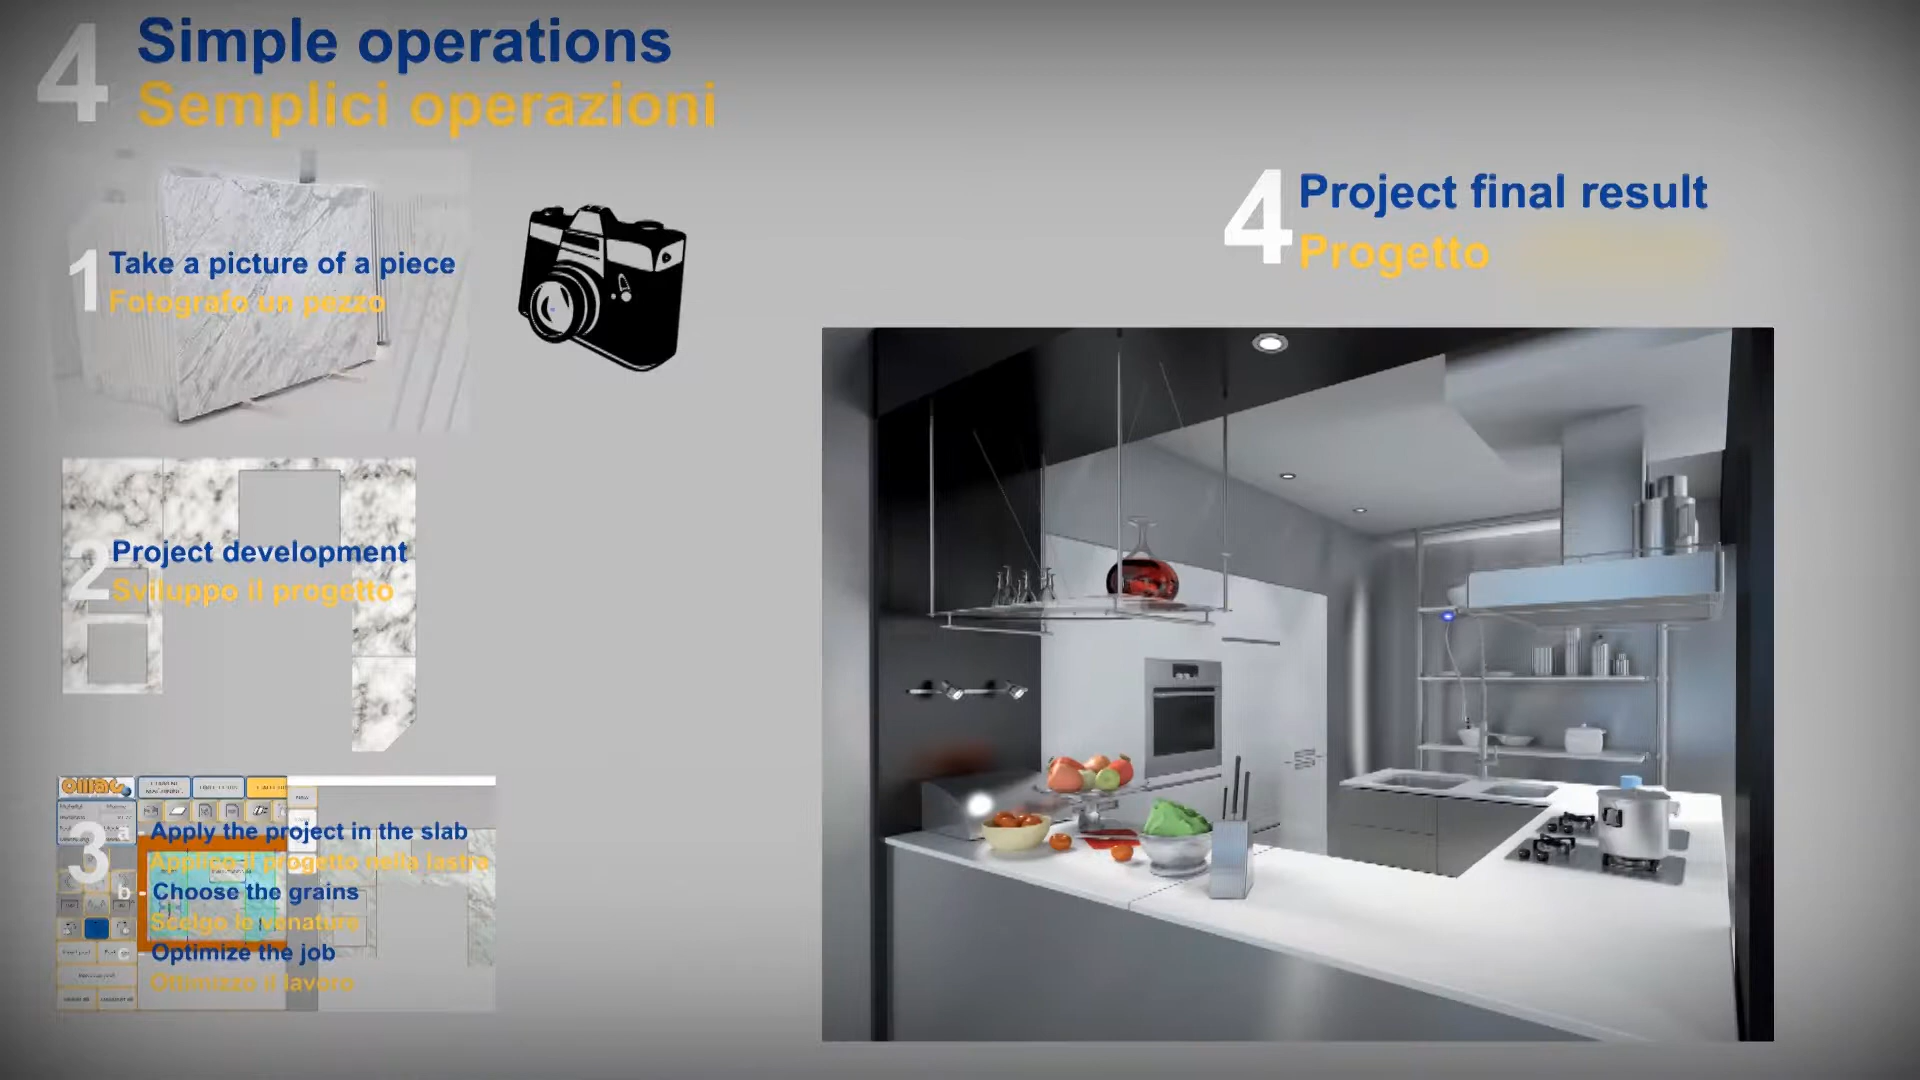 4
Simple operations
Semplici operazioni
1
Take a picture of a piece
Fotografo un pezzo
2
Project development
Sviluppo il progetto
omag
3
a - Apply the project in the slab
Applico il progetto nella lastra
b - Choose the grains
Scelgo le venature
c - Optimize the job
Ottimizzo il lavoro
4
Project final result
Progetto